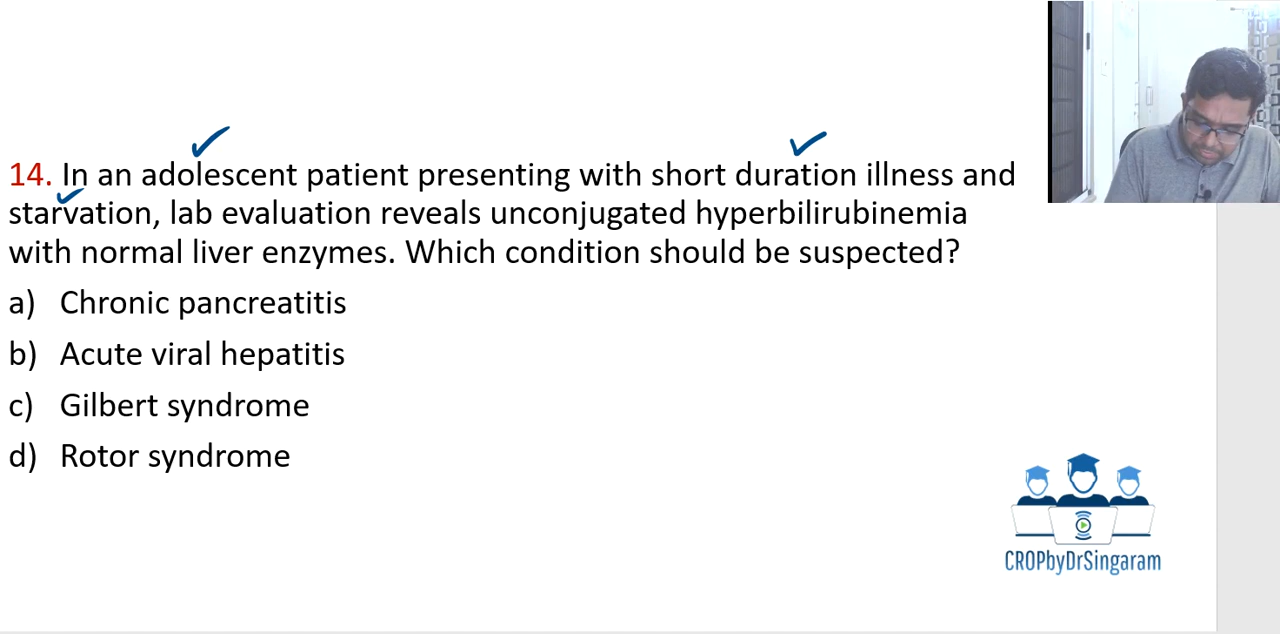 14. In an adolescent patient presenting with short duration illness and
starvation, lab evaluation reveals unconjugated hyperbilirubinemia
with normal liver enzymes. Which condition should be suspected?
a) Chronic pancreatitis
b) Acute viral hepatitis
c) Gilbert syndrome
d) Rotor syndrome
CROPbyDrSingaram